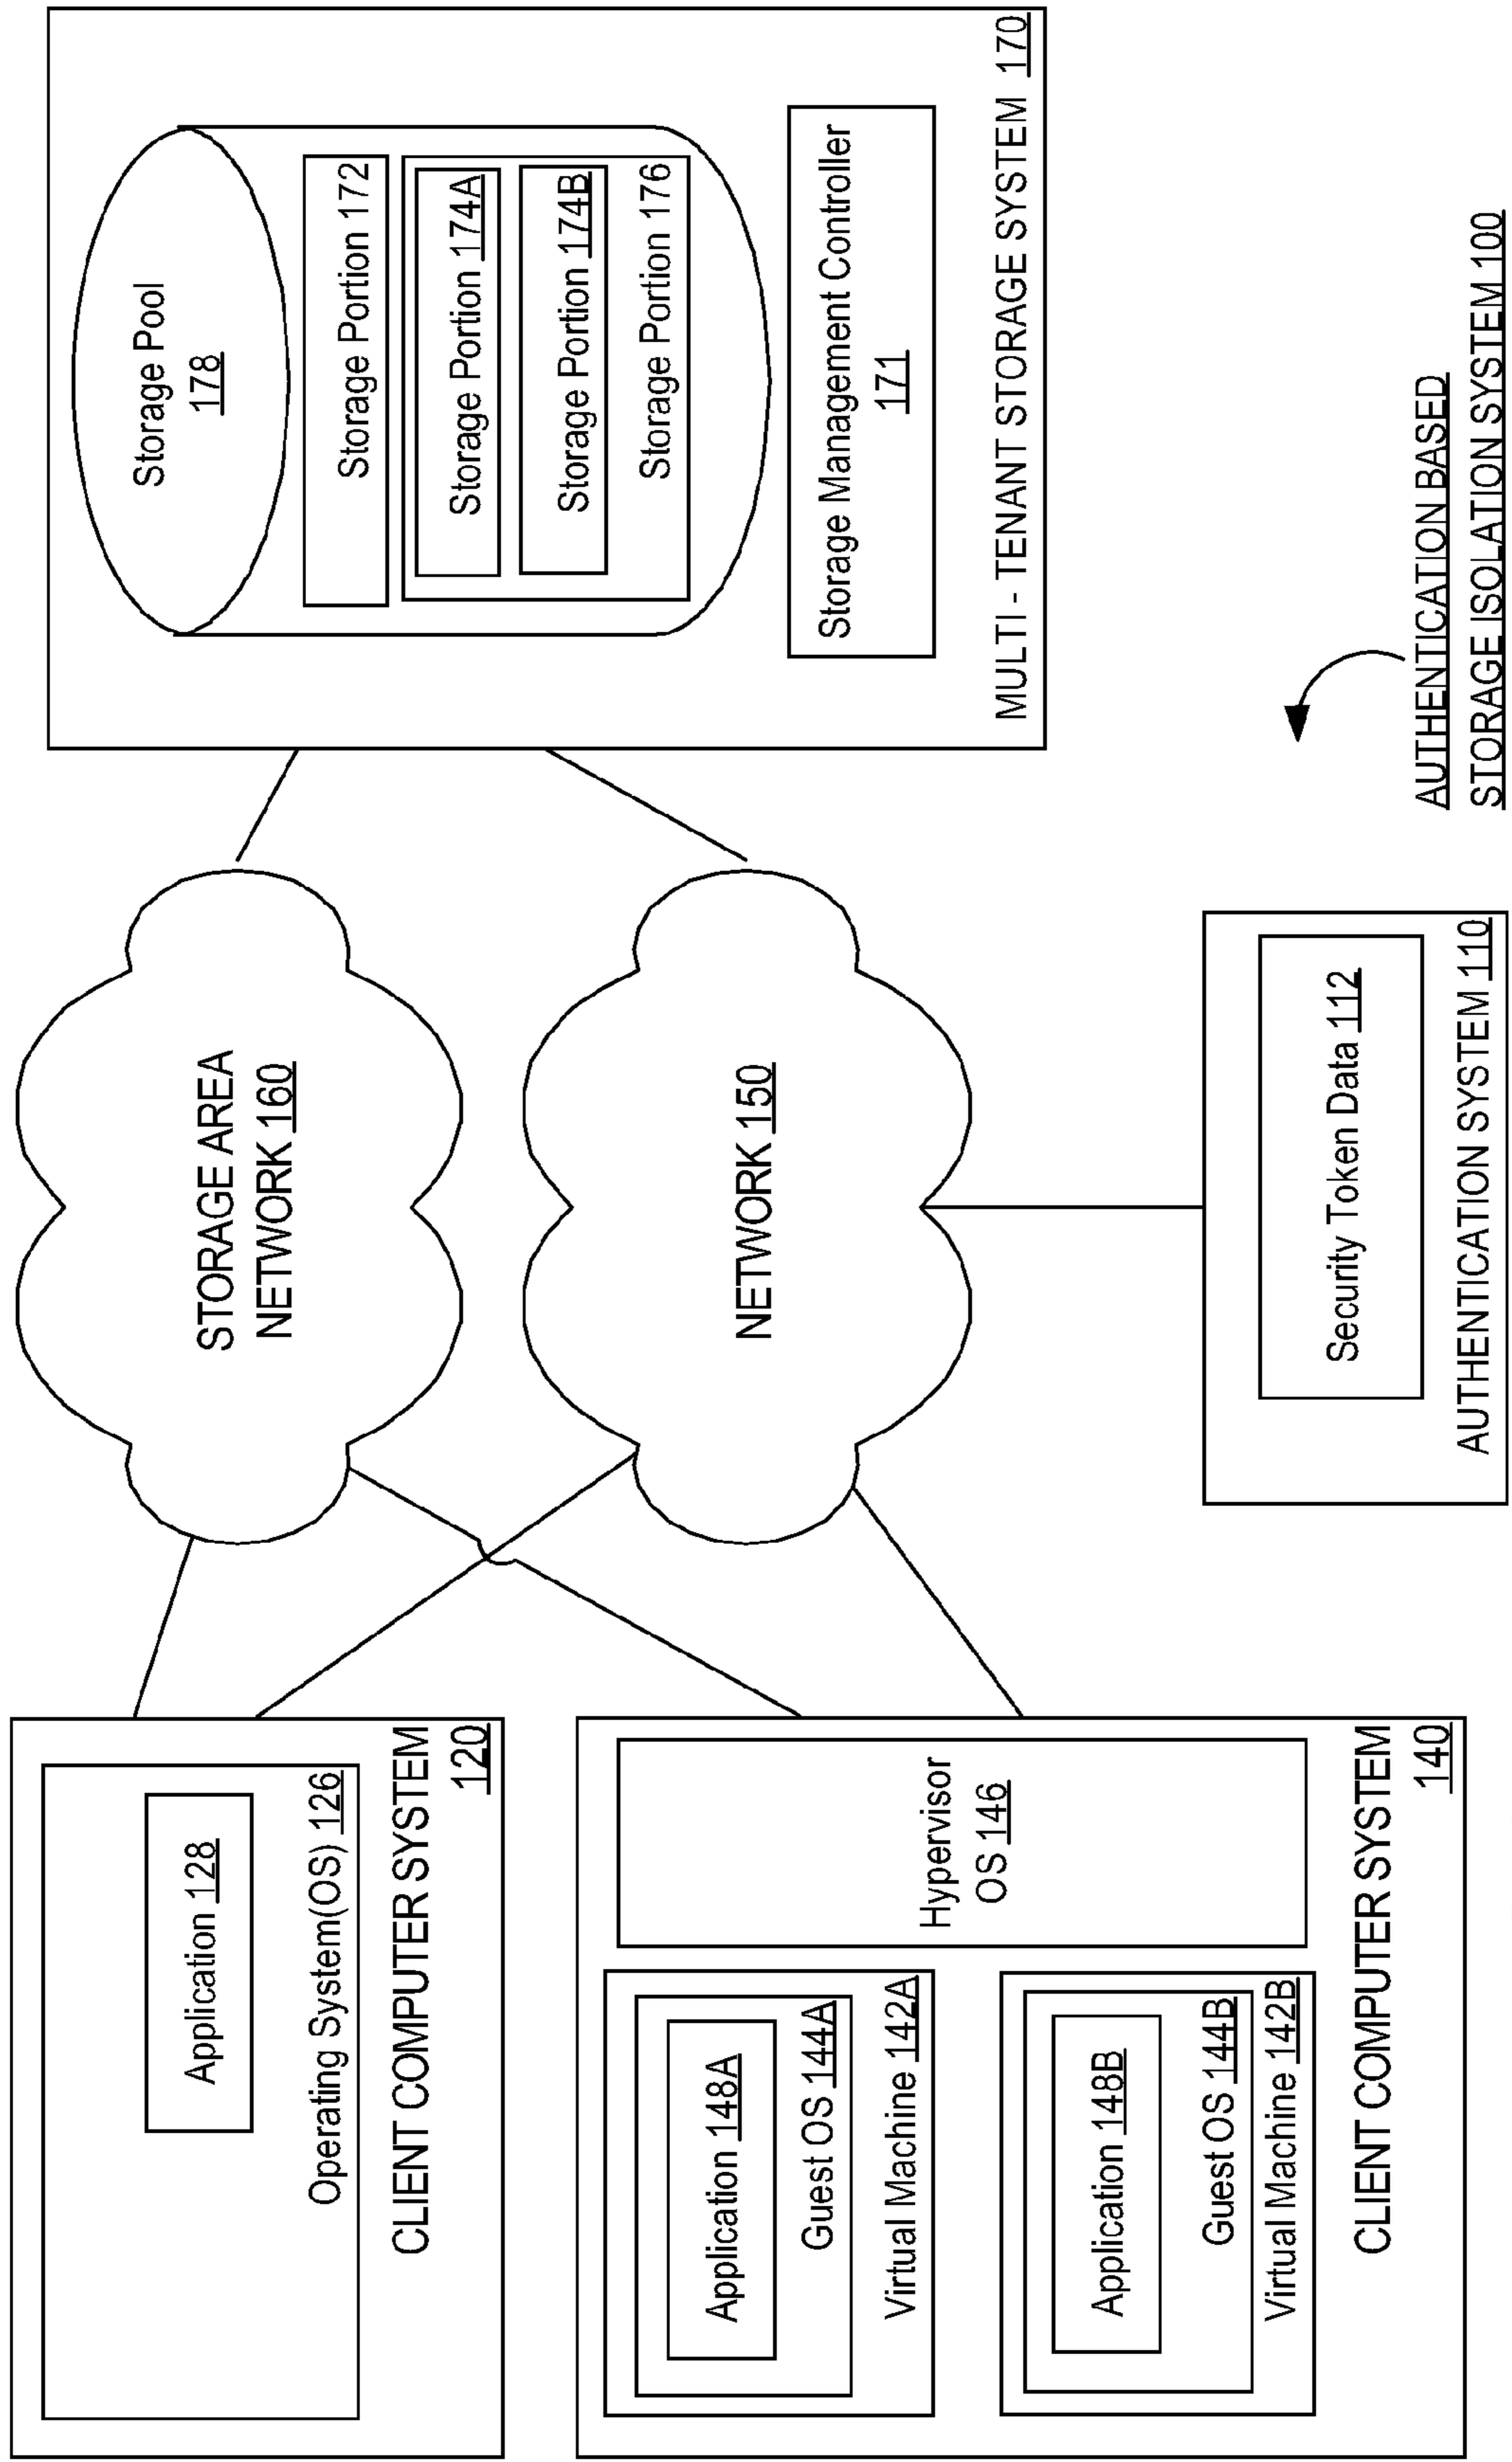 Application 128
Operating System(OS) 126
CLIENT COMPUTER SYSTEM
120
Application 148A
Guest OS 144A
Virtual Machine 142A
Application 148B
Guest OS 144B
Virtual Machine 142B
Hypervisor
OS 146
CLIENT COMPUTER SYSTEM
140
STORAGE AREA
NETWORK 160
NETWORK 150
Security Token Data 112
AUTHENTICATION SYSTEM 110
Storage Pool
178
Storage Portion 172
Storage Portion 174A
Storage Portion 174B
Storage Portion 176
Storage Management Controller
171
MULTI - TENANT STORAGE SYSTEM 170
AUTHENTICATION BASED
STORAGE ISOLATION SYSTEM 100